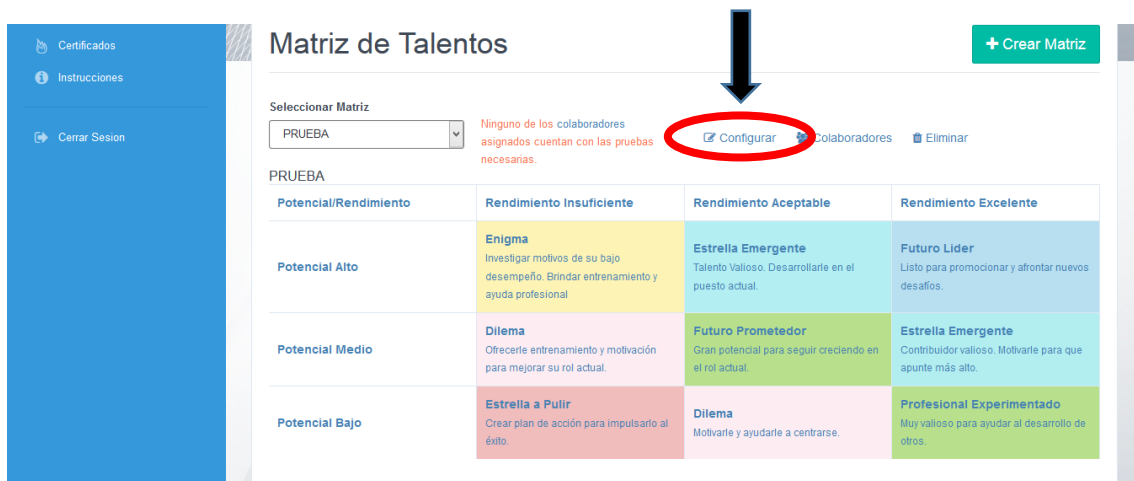 Certificados
Instrucciones
Cerrar Sesion
Matriz de Talentos
+ Crear Matriz
Seleccionar Matriz
PRUEBA
Ninguno de los colaboradores
asignados cuentan con las pruebas
necesarias.
Configurar
Colaboradores
Eliminar
PRUEBA
Potencial/Rendimiento
Rendimiento Insuficiente
Rendimiento Aceptable
Rendimiento Excelente
Potencial Alto
Enigma
Investigar motivos de su bajo
desempeño. Brindar entrenamiento y
ayuda profesional
Estrella Emergente
Talento Valioso. Desarrollarle en el
puesto actual.
Futuro Lider
Listo para promocionar y afrontar nuevos
desafíos.
Potencial Medio
Dilema
Ofrecerle entrenamiento y motivación
para mejorar su rol actual.
Futuro Prometedor
Gran potencial para seguir creciendo en
el rol actual.
Estrella Emergente
Contribuidor valioso. Motivarle para que
apunte más alto.
Potencial Bajo
Estrella a Pulir
Crear plan de acción para impulsarlo al
éxito.
Dilema
Motivarle y ayudarle a centrarse.
Profesional Experimentado
Muy valioso para ayudar al desarrollo de
otros.